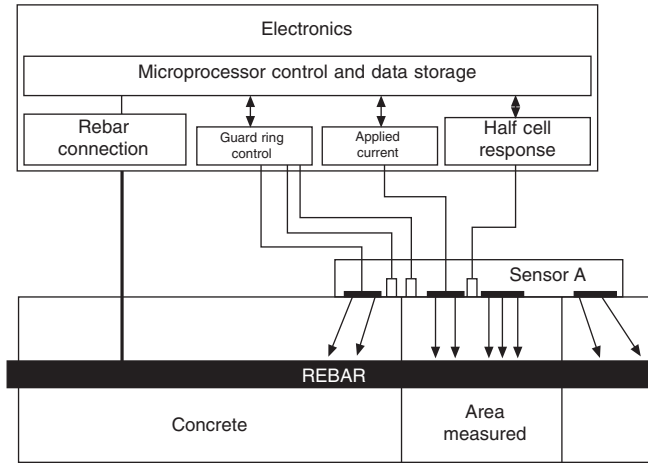 Electronics
Microprocessor control and data storage
Rebar
connection
Guard ring
control
Applied
current
Half cell
response
Sensor A
REBAR
Concrete
Area
measured